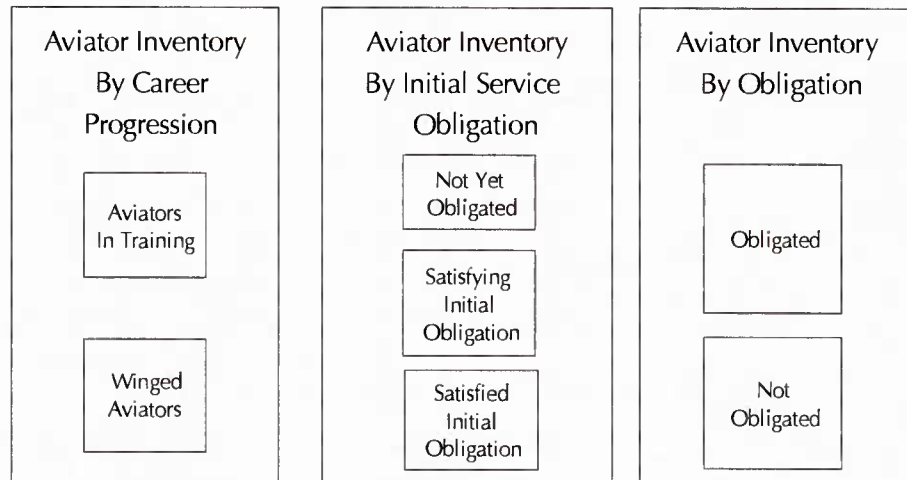 Aviator Inventory
By Career
Progression
Aviators
In Training
Winged
Aviators
Aviator Inventory
By Initial Service
Obligation
Not Yet
Obligated
Satisfying
Initial
Obligation
Satisfied
Initial
Obligation
Aviator Inventory
By Obligation
Obligated
Not
Obligated